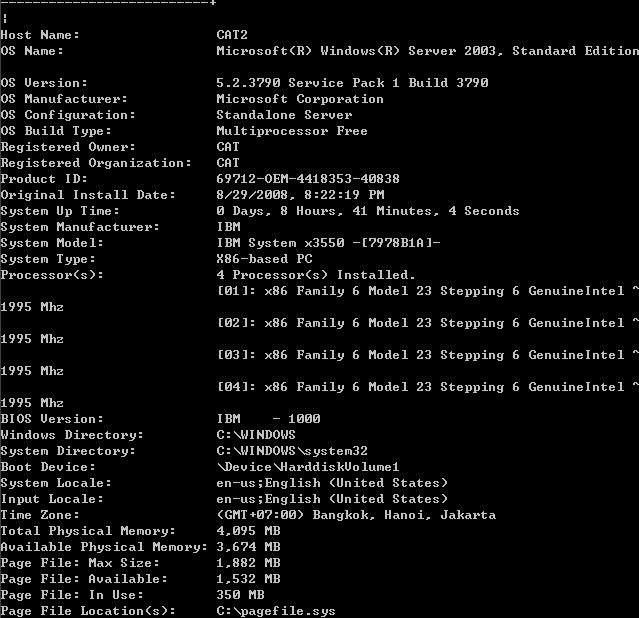 --------------------------+
¦
Host Name: CAT2
OS Name: Microsoft(R) Windows(R) Server 2003, Standard Edition
OS Version: 5.2.3790 Service Pack 1 Build 3790
OS Manufacturer: Microsoft Corporation
OS Configuration: Standalone Server
OS Build Type: Multiprocessor Free
Registered Owner: CAT
Registered Organization: CAT
Product ID: 69712-OEM-4418353-40838
Original Install Date: 8/29/2008, 8:22:19 PM
System Up Time: 0 Days, 8 Hours, 41 Minutes, 4 Seconds
System Manufacturer: IBM
System Model: IBM System x3550 -[7978B1A]-
System Type: X86-based PC
Processor(s): 4 Processor(s) Installed.
[01]: x86 Family 6 Model 23 Stepping 6 GenuineIntel ~
1995 Mhz
[02]: x86 Family 6 Model 23 Stepping 6 GenuineIntel ~
1995 Mhz
[03]: x86 Family 6 Model 23 Stepping 6 GenuineIntel ~
1995 Mhz
[04]: x86 Family 6 Model 23 Stepping 6 GenuineIntel ~
1995 Mhz
BIOS Version: IBM - 1000
Windows Directory: C:\WINDOWS
System Directory: C:\WINDOWS\system32
Boot Device: \Device\HarddiskVolume1
System Locale: en-us;English (United States)
Input Locale: en-us;English (United States)
Time Zone: (GMT+07:00) Bangkok, Hanoi, Jakarta
Total Physical Memory: 4,095 MB
Available Physical Memory: 3,674 MB
Page File: Max Size: 1,882 MB
Page File: Available: 1,532 MB
Page File: In Use: 350 MB
Page File Location(s): C:\pagefile.sys